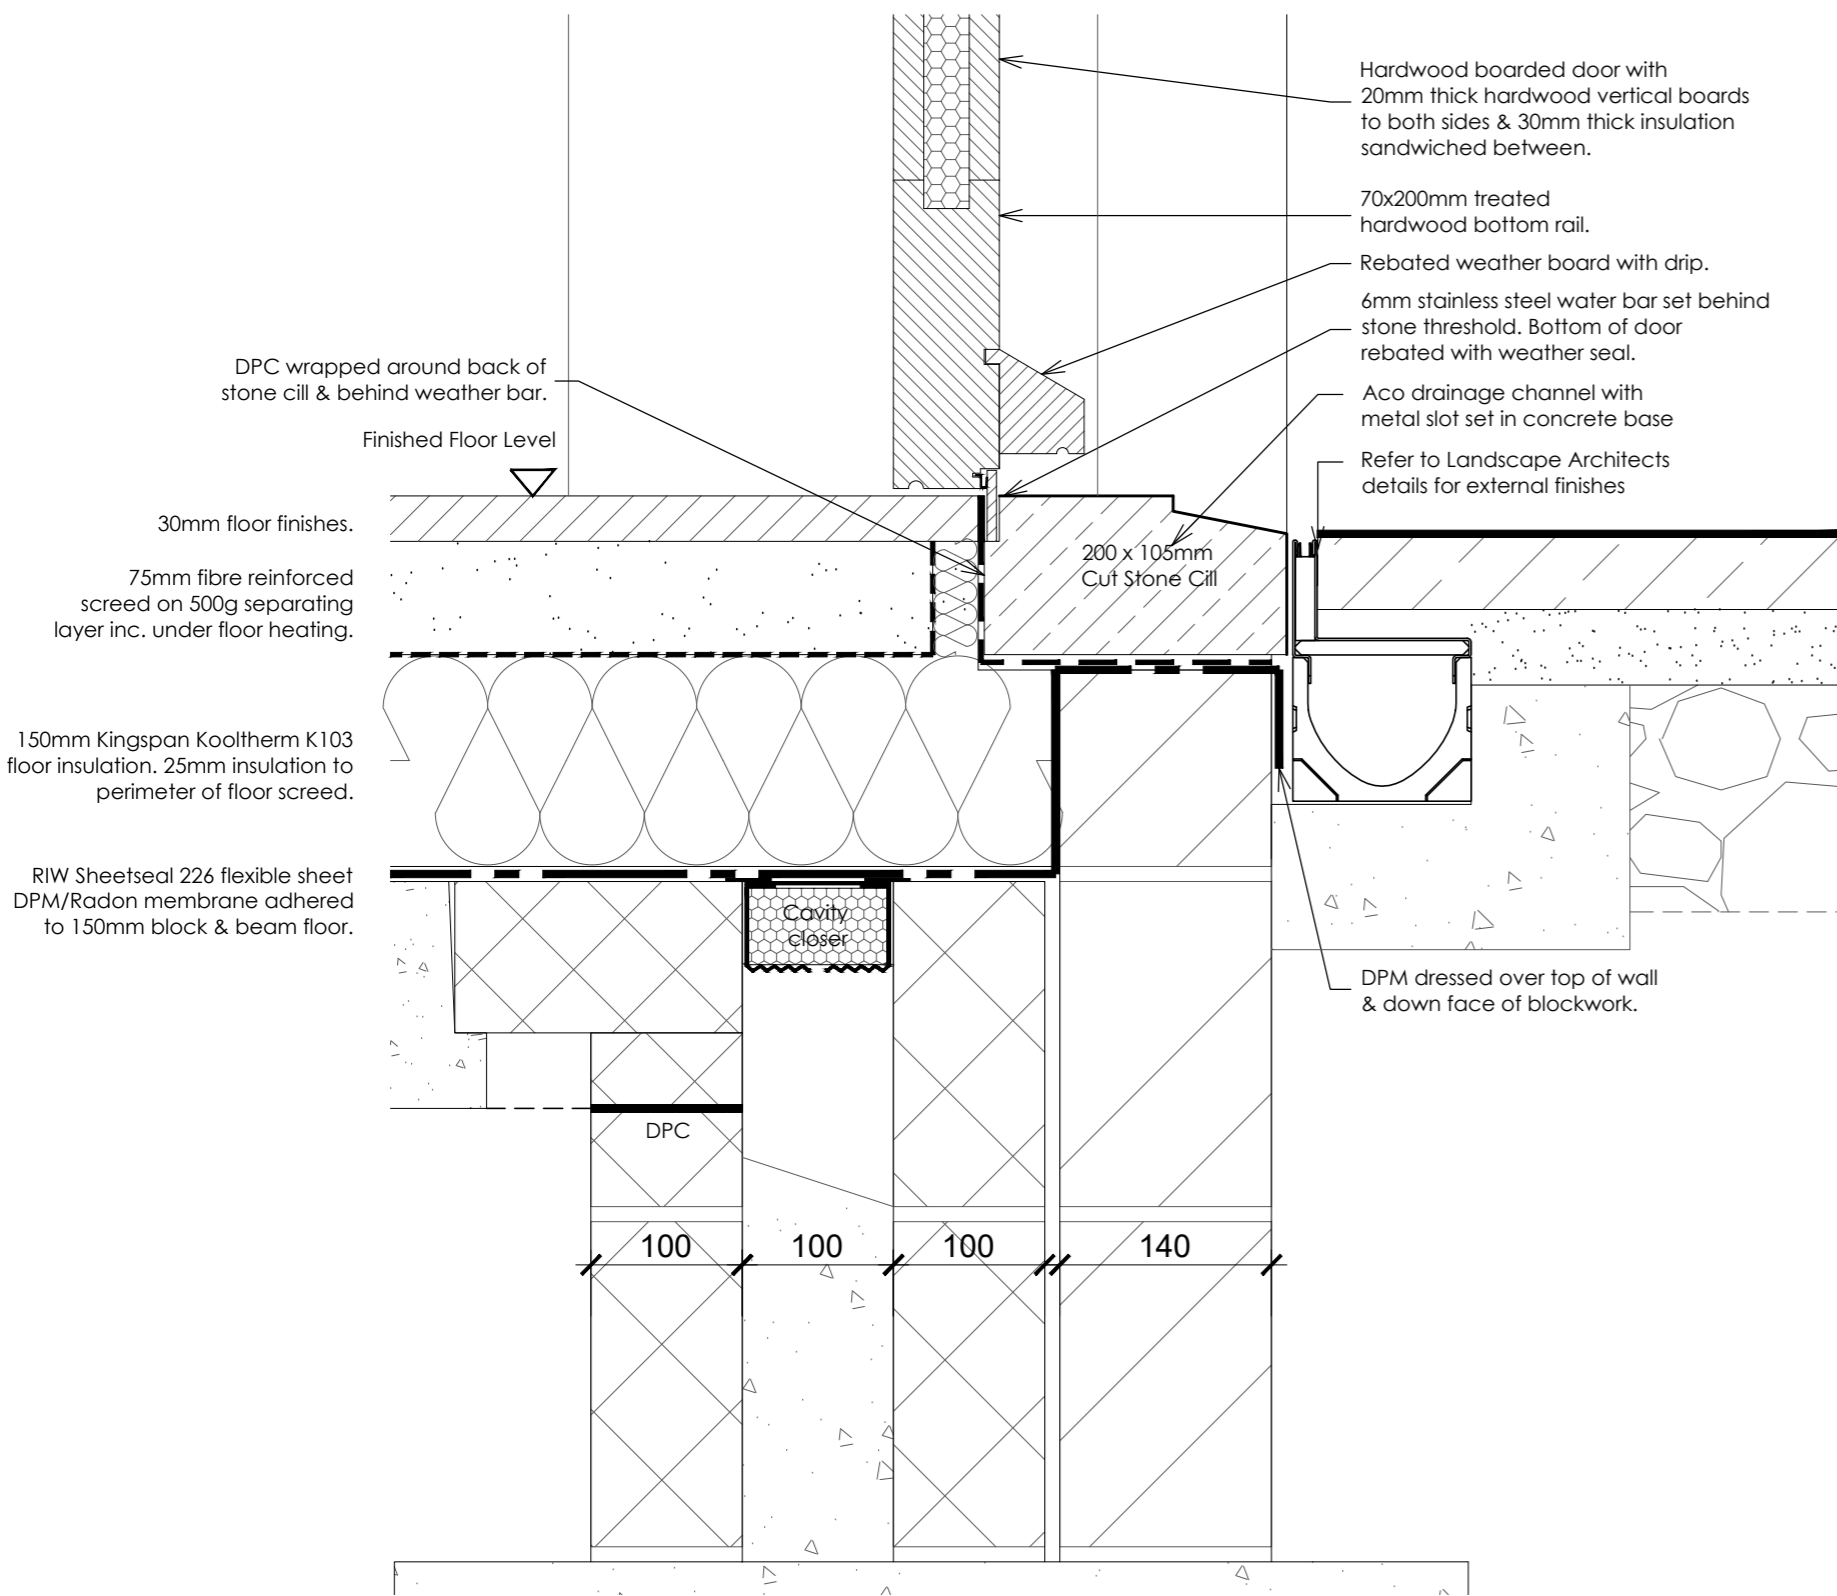 Hardwood boarded door with
20mm thick hardwood vertical boards
to both sides & 30mm thick insulation
sandwiched between.
70x200mm treated
hardwood bottom rail.
Rebated weather board with drip.
6mm stainless steel water bar set behind
stone threshold. Bottom of door
rebated with weather seal.
Aco drainage channel with
metal slot set in concrete base
Refer to Landscape Architects
details for external finishes
DPC wrapped around back of
stone cill & behind weather bar.
Finished Floor Level
30mm floor finishes.
75mm fibre reinforced
screed on 500g separating
layer inc. under floor heating.
150mm Kingspan Kooltherm K103
floor insulation. 25mm insulation to
perimeter of floor screed.
RIW Sheetseal 226 flexible sheet
DPM/Radon membrane adhered
to 150mm block & beam floor.
200 x 105mm
Cut Stone Cill
Cavity
closer
DPM dressed over top of wall
& down face of blockwork.
DPC
100 100 100 140